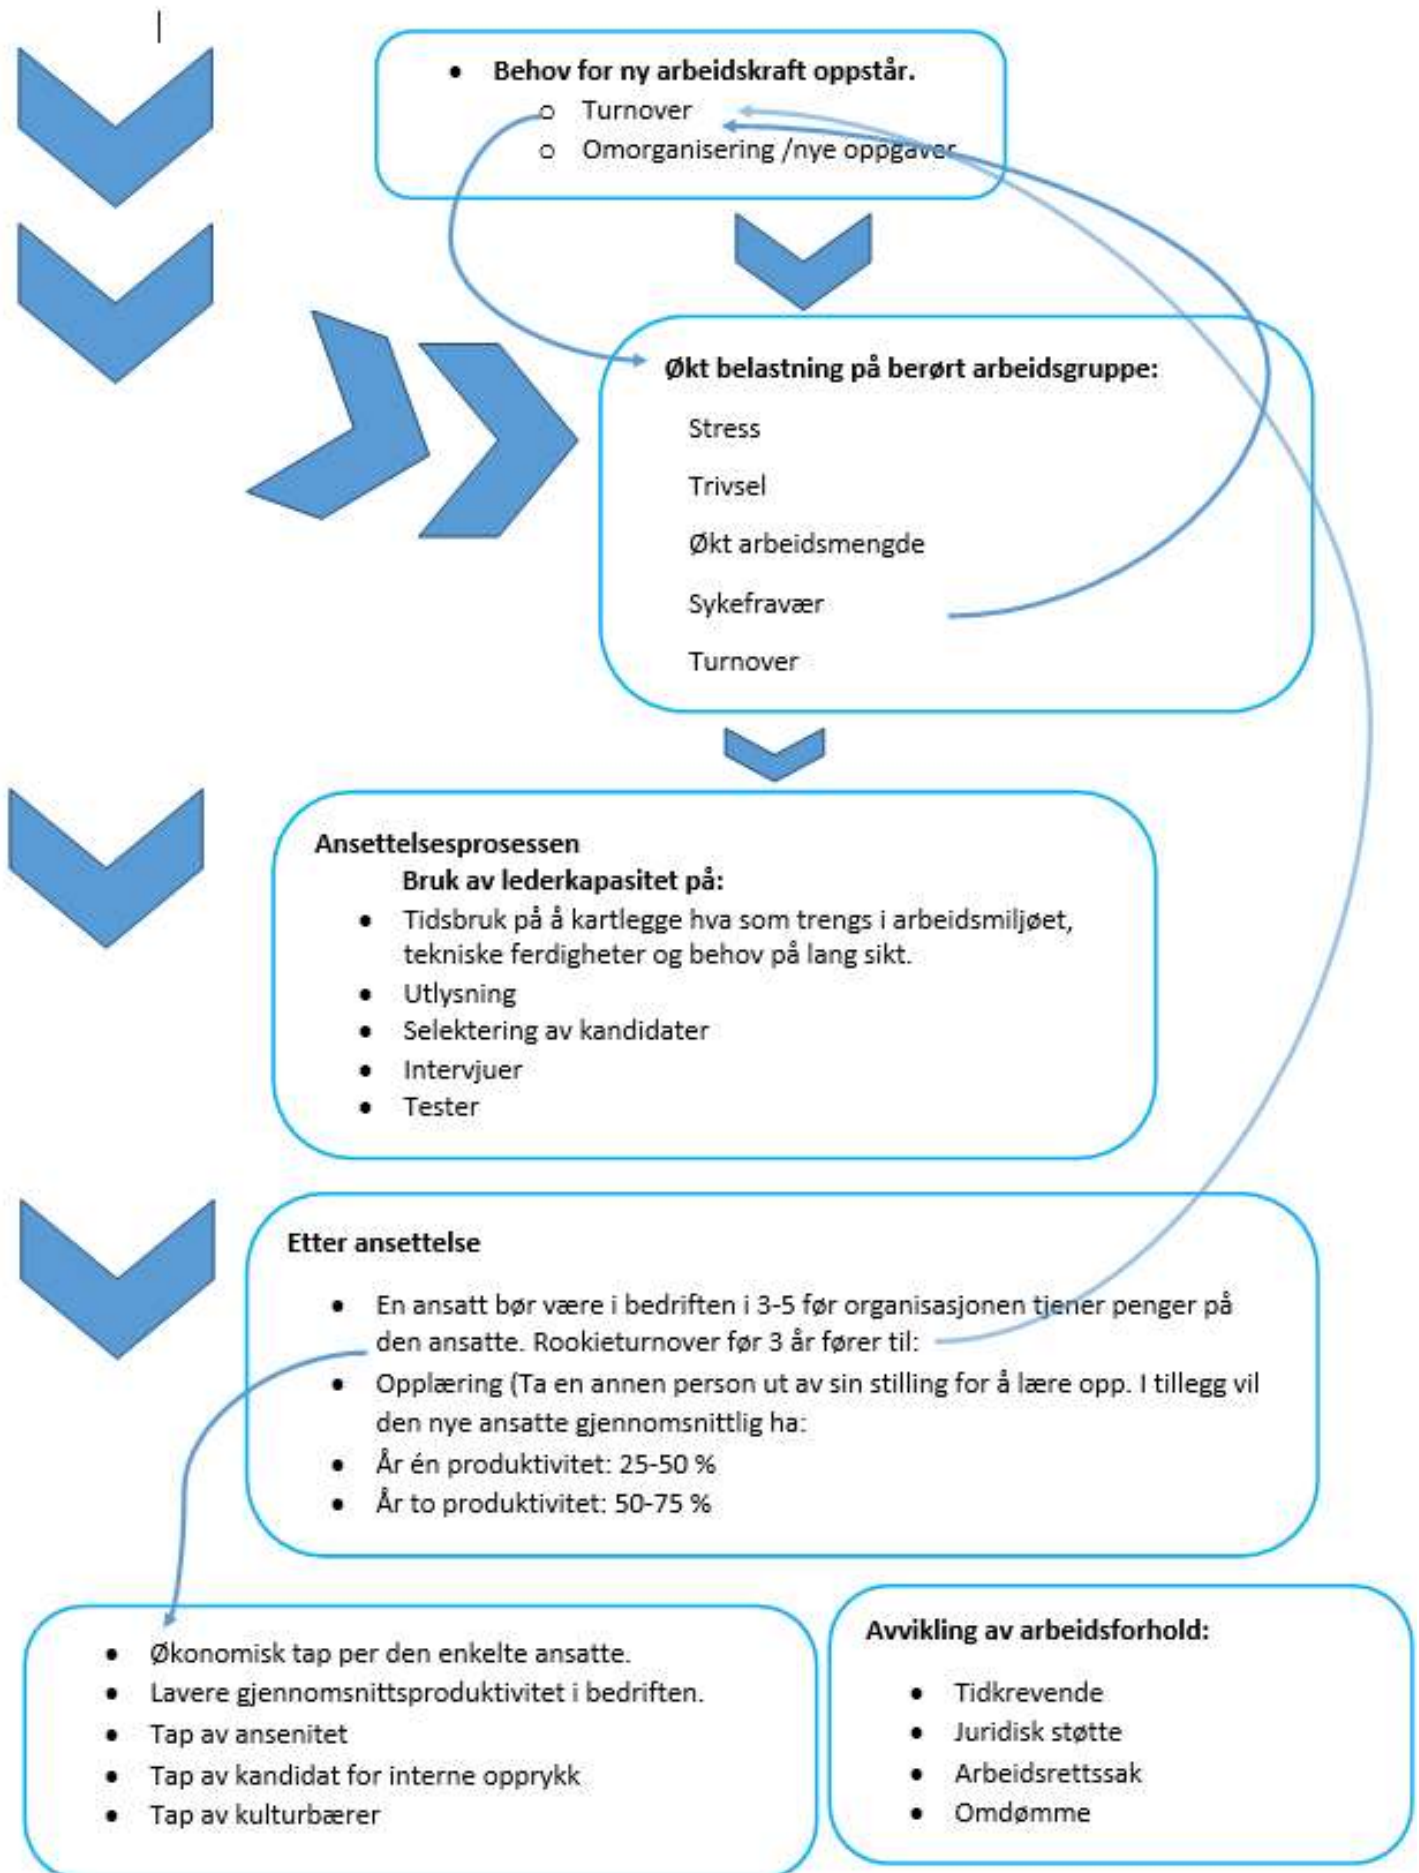 Behov for ny arbeidskraft oppstår.
Turnover
Omorganisering /nye oppgaver
Økt belastning på berørt arbeidsgruppe:
Stress
Trivsel
Økt arbeidsmengde
Sykefravær
Turnover
Ansettelsesprosessen
Bruk av lederkapasitet på:
Tidsbruk på å kartlegge hva som trengs i arbeidsmiljøet,
tekniske ferdigheter og behov på lang sikt.
Utlysning
Selektering av kandidater
Intervjuer
Tester
Etter ansettelse
En ansatt bør være i bedriften i 3-5 før organisasjonen tjener penger på
den ansatte. Rookieturnover før 3 år fører til:
Opplæring (Ta en annen person ut av sin stilling for å lære opp. I tillegg vil
den nye ansatte gjennomsnittlig ha:
År én produktivitet: 25-50 %
År to produktivitet: 50-75 %
Økonomisk tap per den enkelte ansatte.
Lavere gjennomsnittsproduktivitet i bedriften.
Tap av ansenitet
Tap av kandidat for interne opprykk
Tap av kulturbærer
Avvikling av arbeidsforhold:
Tidkrevende
Juridisk støtte
Arbeidsrettssak
Omdømme